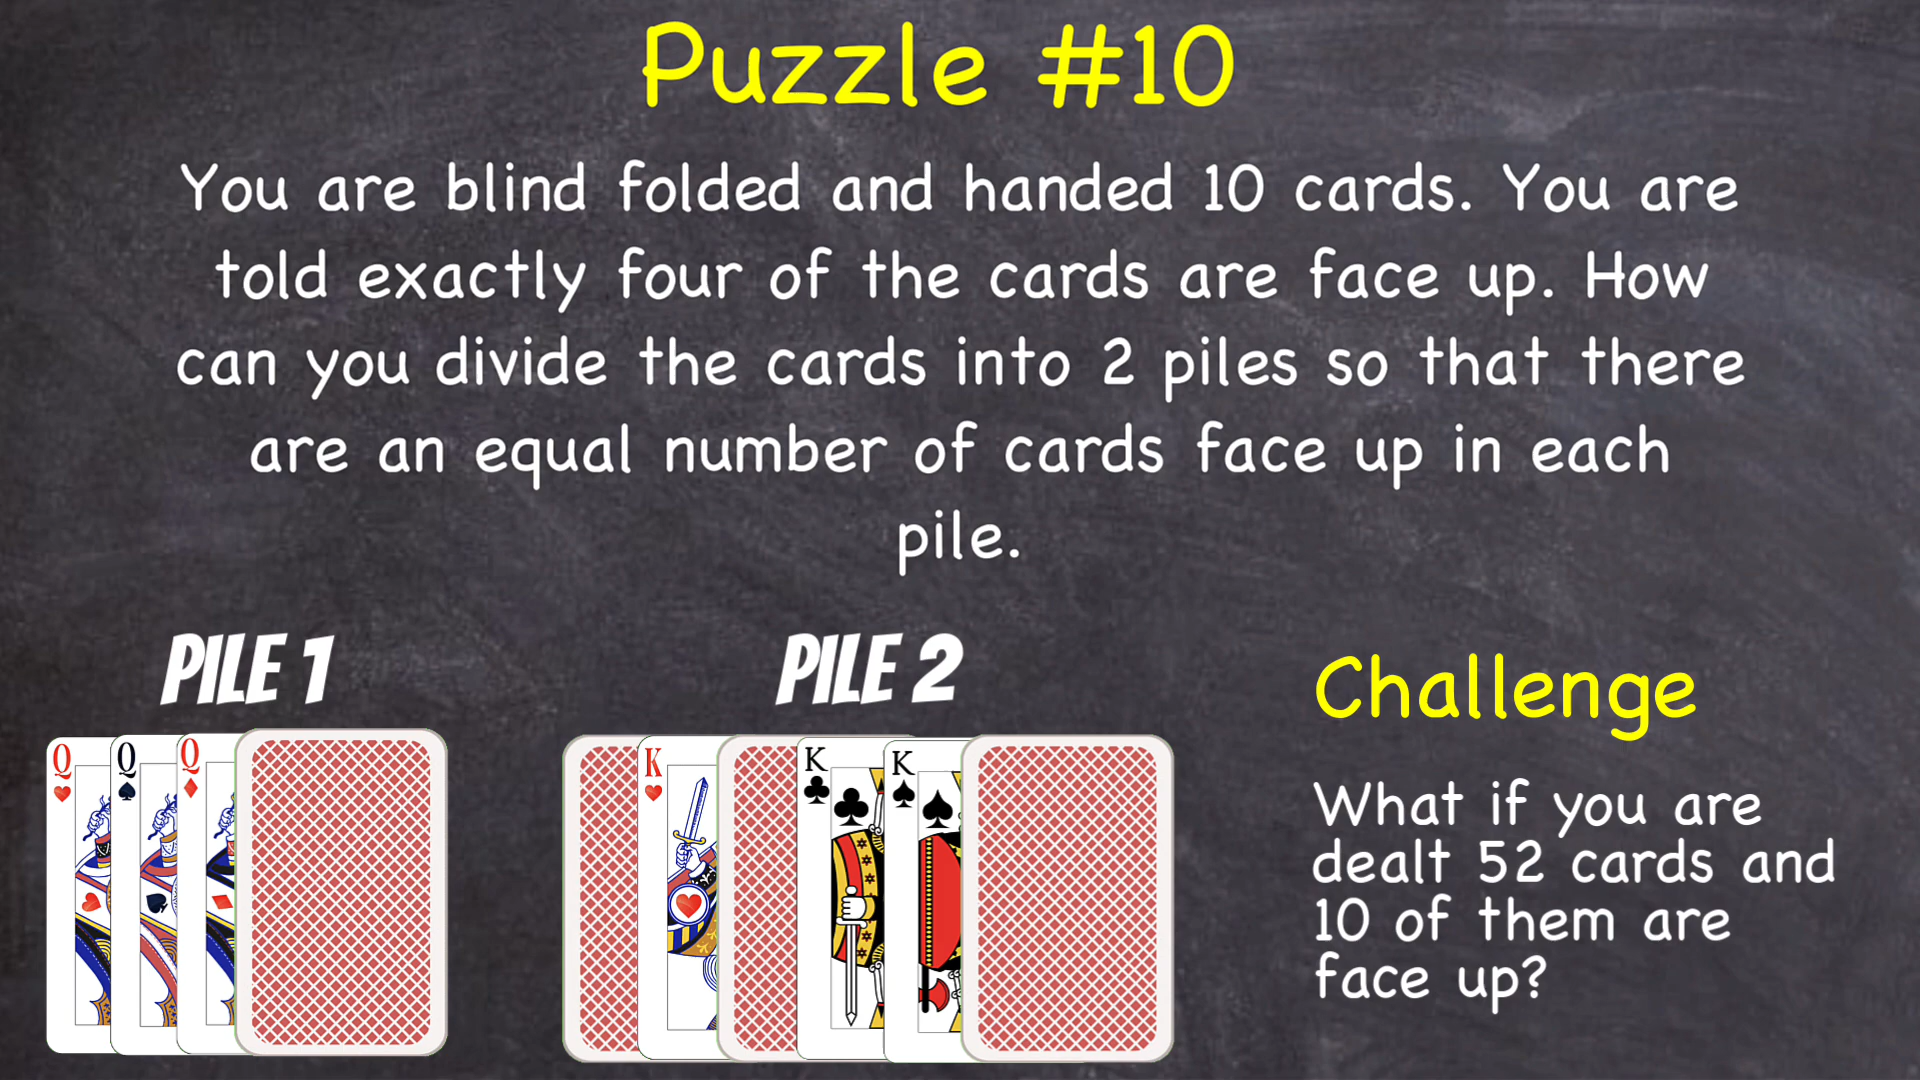 Puzzle #10
You are blind folded and handed 10 cards. You are
told exactly four of the cards are face up. How
can you divide the cards into 2 piles so that there
are an equal number of cards face up in each
pile.
PILE 1
PILE 2
Challenge
What if you are
dealt 52 cards and
10 of them are
face up?
Q
Q
Q
K
K
K